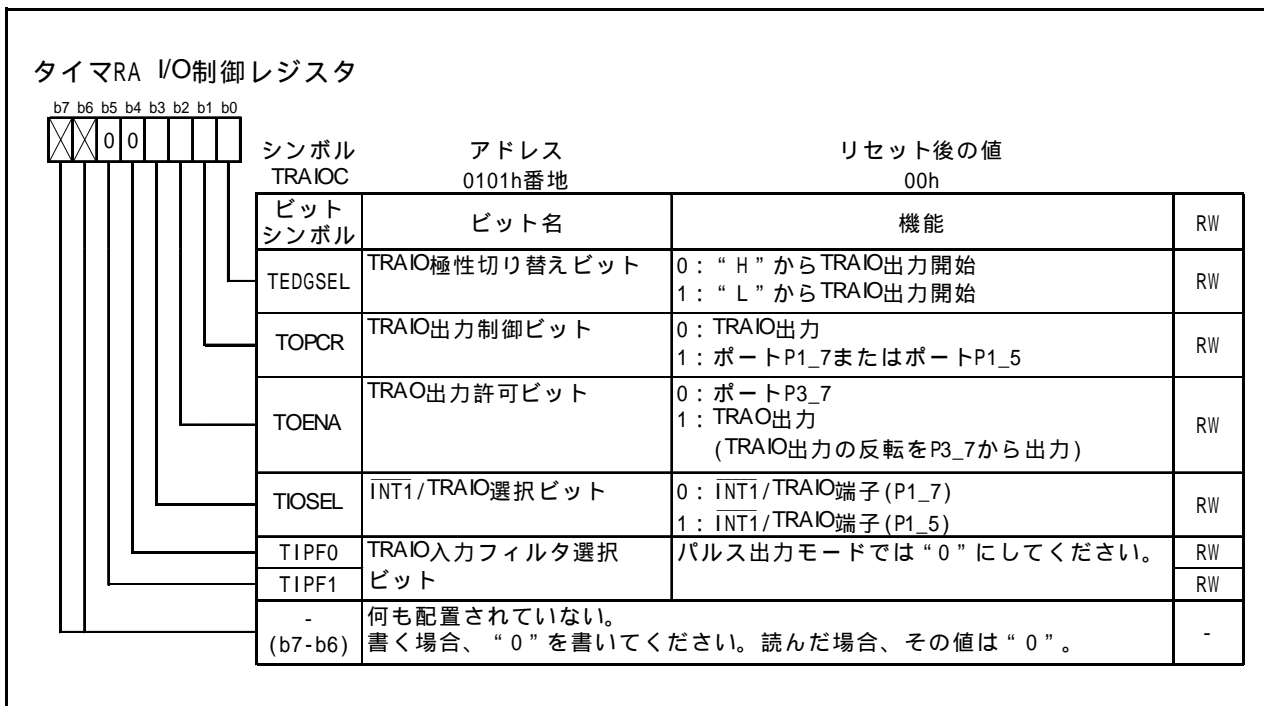 タイマRA I/O制御レジスタ
b7 b6 b5 b4 b3 b2 b1 b0
0 0
シンボル アドレス リセット後の値
TRAIOC 0101h番地 00h
ビット
シンボル ビット名 機能 RW
TEDGSEL TRAIO極性切り替えビット 0:“H”からTRAIO出力開始
1:“L”からTRAIO出力開始 RW
TOPCR TRAIO出力制御ビット 0:TRAIO出力
1:ポートP1_7またはポートP1_5 RW
TOENA TRAO出力許可ビット 0:ポートP3_7
1:TRAO出力
(TRAIO出力の反転をP3_7から出力) RW
TIOSEL INT1/TRAIO選択ビット 0:INT1/TRAIO端子(P1_7)
1:INT1/TRAIO端子(P1_5) RW
TIPF0 TRAIO入力フィルタ選択 パルス出力モードでは“0”にしてください。 RW
TIPF1 ビット RW
- 何も配置されていない。
(b7-b6) 書く場合、“0”を書いてください。読んだ場合、その値は“0”。 -